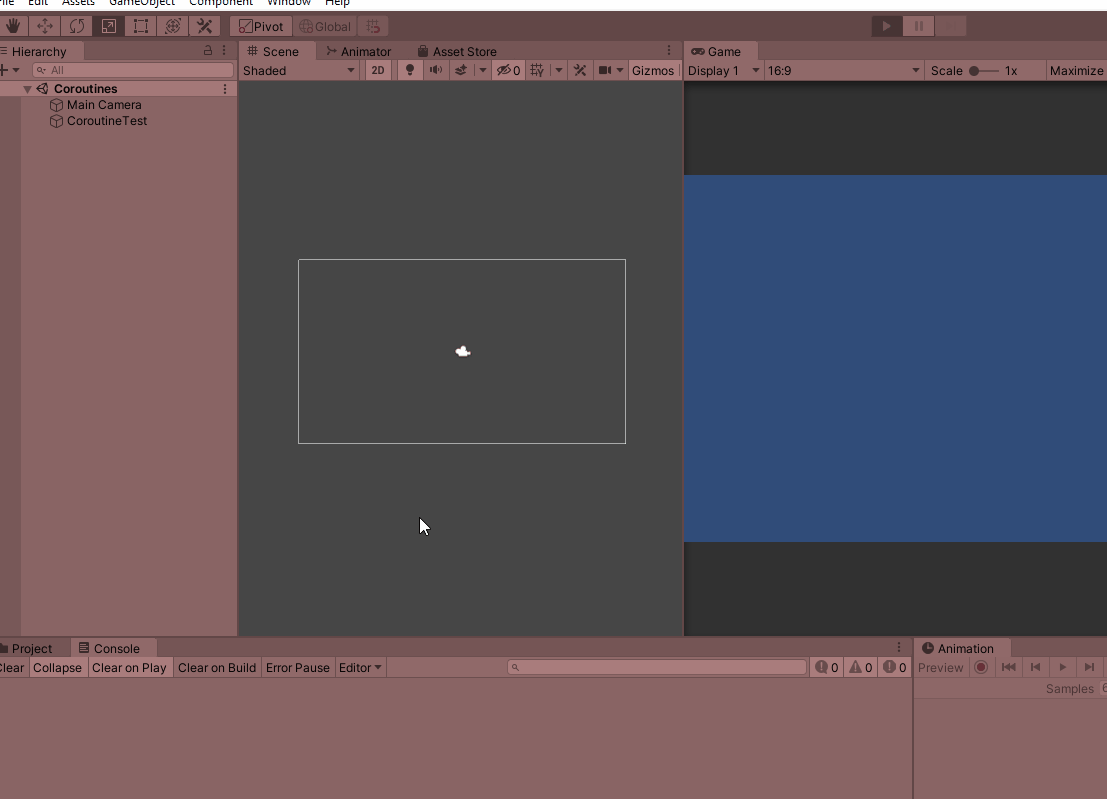 File Edit Assets GameObject Component Window Help
Pivot Global
Hierarchy
All
Coroutines
Main Camera
CoroutineTest
Scene Animator Asset Store
Shaded 2D 0 Gizmos
Game
Display 1 16:9 Scale 1x Maximize
Project Console
Clear Collapse Clear on Play Clear on Build Error Pause Editor 0 0 0
Animation
Preview
Samples 6